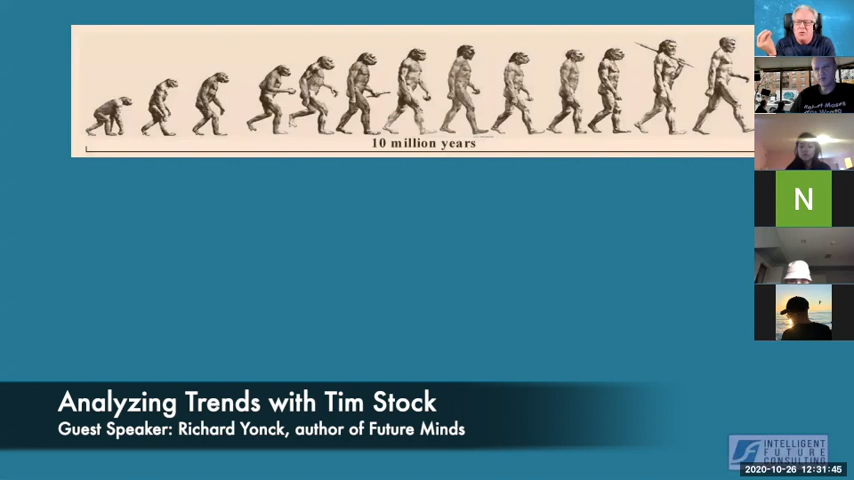 10 million years
N
Analyzing Trends with Tim Stock
Guest Speaker: Richard Yonck, author of Future Minds
INTELLIGENT
FUTURE
CONSULTING
2020-10-26 12:31:45